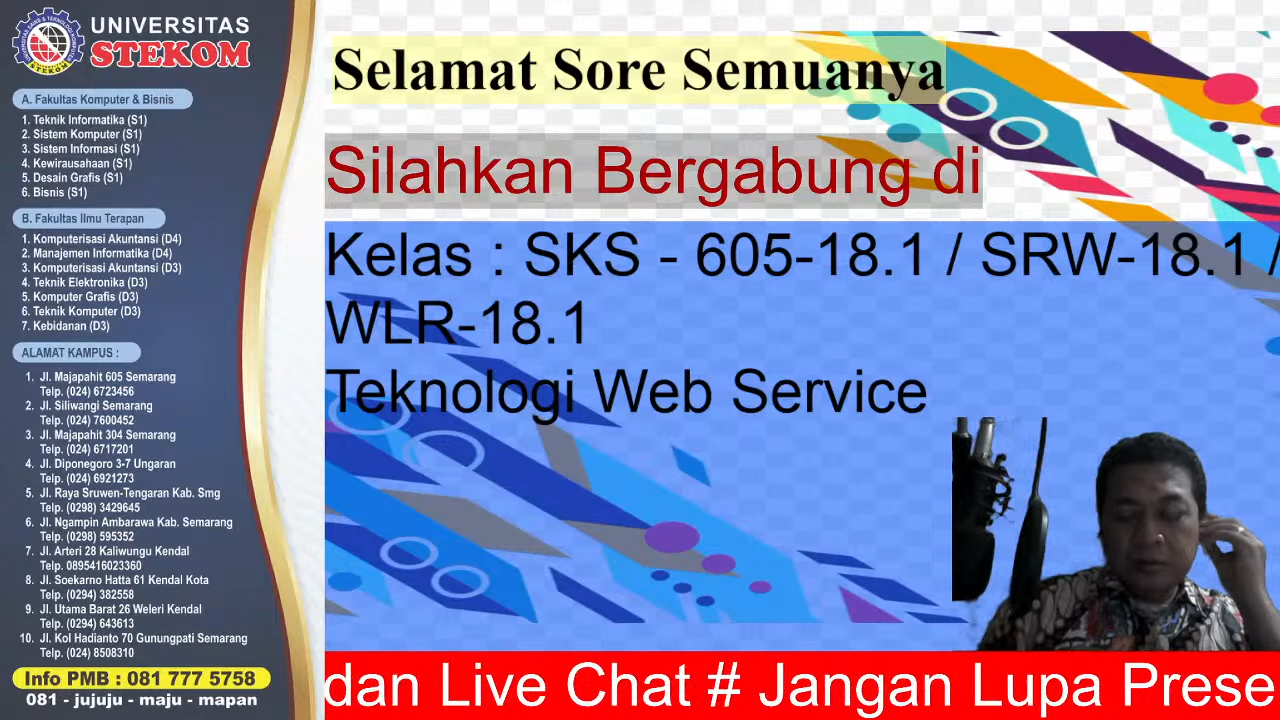 UNIVERSITAS
STEKOM
A. Fakultas Komputer & Bisnis
1. Teknik Informatika (S1)
2. Sistem Komputer (S1)
3. Sistem Informasi (S1)
4. Kewirausahaan (S1)
5. Desain Grafis (S1)
6. Bisnis (S1)
B. Fakultas Ilmu Terapan
1. Komputerisasi Akuntansi (D4)
2. Manajemen Informatika (D4)
3. Komputerisasi Akuntansi (D3)
4. Teknik Elektronika (D3)
5. Komputer Grafis (D3)
6. Teknik Komputer (D3)
7. Kebidanan (D3)
ALAMAT KAMPUS :
1. Jl. Majapahit 605 Semarang
Telp. (024) 6723456
2. Jl. Siliwangi Semarang
Telp. (024) 7600452
3. Jl. Majapahit 304 Semarang
Telp. (024) 6717201
4. Jl. Diponegoro 3-7 Ungaran
Telp. (024) 6921273
5. Jl. Raya Sruwen-Tengaran Kab. Smg
Telp. (0298) 3429645
6. Jl. Ngampin Ambarawa Kab. Semarang
Telp. (0298) 595352
7. Jl. Arteri 28 Kaliwungu Kendal
Telp. 0895416023360
8. Jl. Soekarno Hatta 61 Kendal Kota
Telp. (0294) 382558
9. Jl. Utama Barat 26 Weleri Kendal
Telp. (0294) 643613
10. Jl. Kol Hadianto 70 Gunungpati Semarang
Telp. (024) 8508310
Info PMB : 081 777 5758
081 - jujuju - maju - mapan
Selamat Sore Semuanya
Silahkan Bergabung di
Kelas : SKS - 605-18.1 / SRW-18.1 /
WLR-18.1
Teknologi Web Service
dan Live Chat # Jangan Lupa Prese